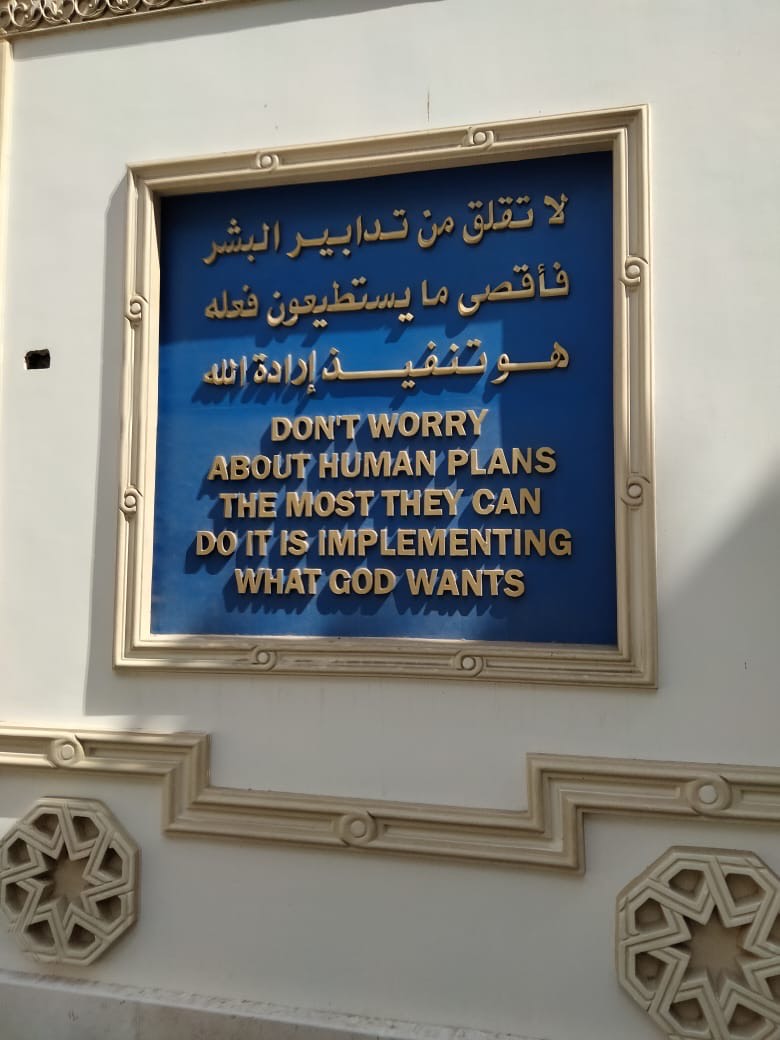 لا تقلق من تدابير البشر
فأقصى ما يستطيعون فعله
هو تنفيذ إرادة الله
DON'T WORRY
ABOUT HUMAN PLANS
THE MOST THEY CAN
DO IT IS IMPLEMENTING
WHAT GOD WANTS